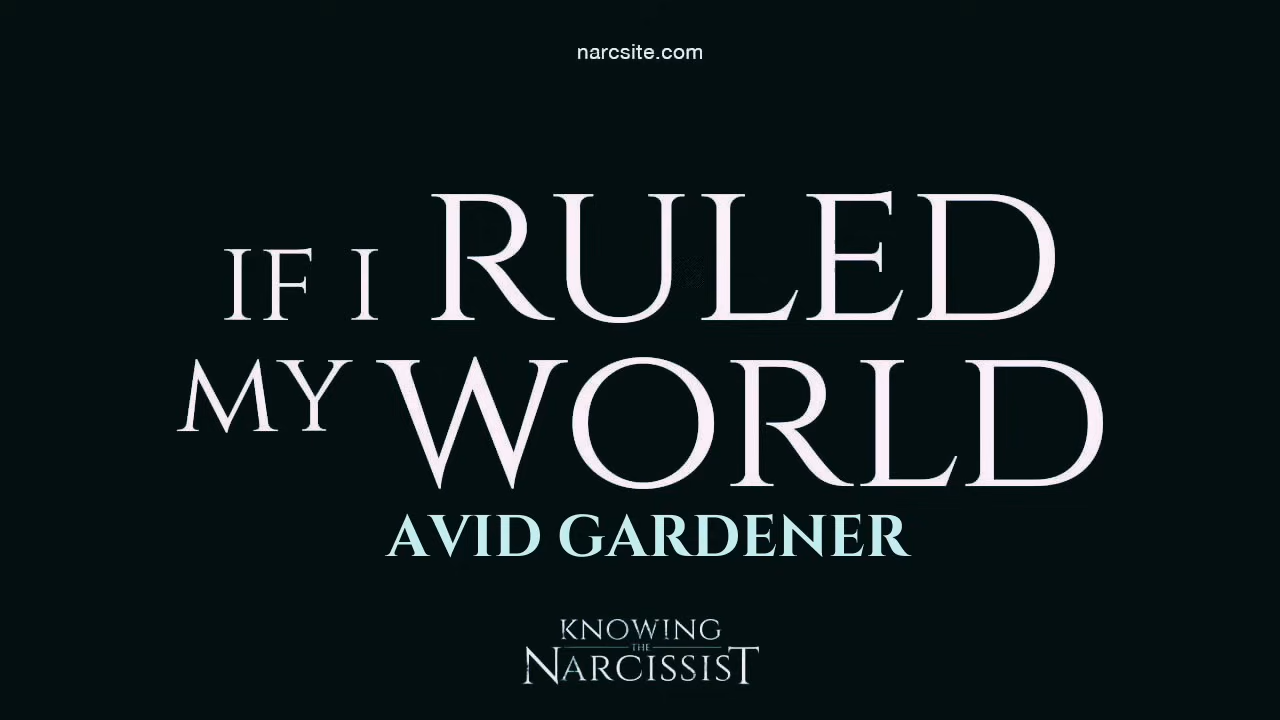 narcsite.com
IF I RULED
MY WORLD
AVID GARDENER
KNOWING
THE
NARCISSIST